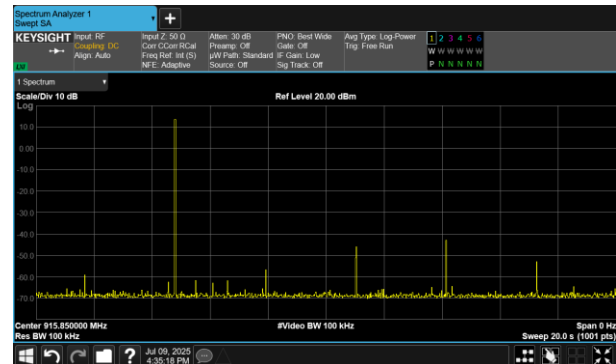 Spectrum Analyzer 1
Swept SA
+
KEYSIGHT
Input: RF
Coupling: DC
Align: Auto
Input Z: 50 Ω
Corr CCorr RCal
Freq Ref: Int (S)
NFE: Adaptive
Atten: 30 dB
Preamp: Off
µW Path: Standard
Source: Off
PNO: Best Wide
Gate: Off
IF Gain: Low
Sig Track: Off
Avg Type: Log-Power
Trig: Free Run
1 2 3 4 5 6
W W W W W W
P N N N N N
LXI
1 Spectrum
Scale/Div 10 dB
Ref Level 20.00 dBm
Log
10.0
0.00
-10.0
-20.0
-30.0
-40.0
-50.0
-60.0
-70.0
Center 915.850000 MHz
#Video BW 100 kHz
Span 0 Hz
Res BW 100 kHz
Sweep 20.0 s (1001 pts)
?
Jul 09, 2025
4:35:18 PM